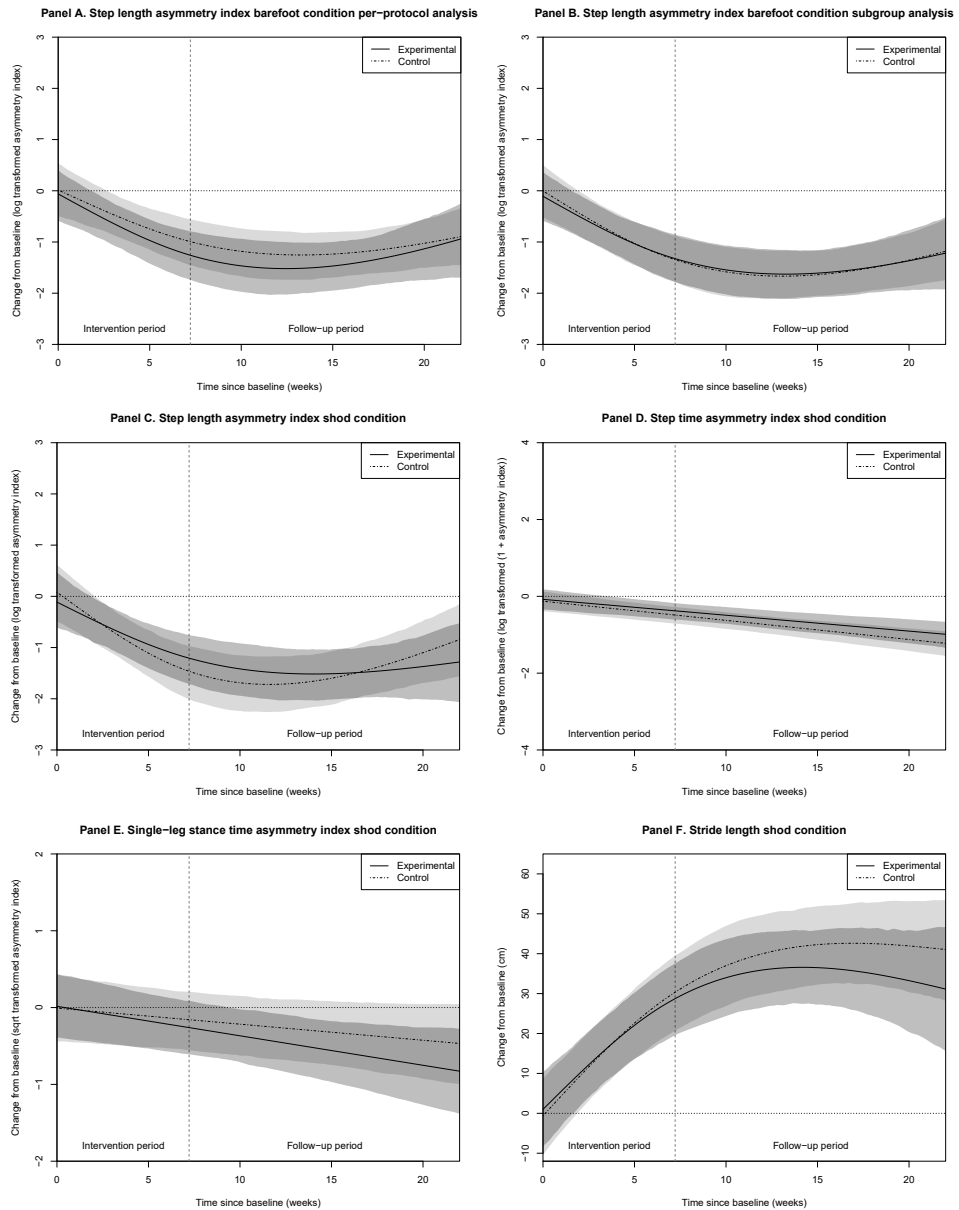 Panel A. Step length asymmetry index barefoot condition per−protocol analysis
Change from baseline (log transformed asymmetry index)
3
2
1
0
−1
−2
−3
Experimental
Control
Intervention period
Follow−up period
0 5 10 15 20
Time since baseline (weeks)
Panel B. Step length asymmetry index barefoot condition subgroup analysis
Change from baseline (log transformed asymmetry index)
3
2
1
0
−1
−2
−3
Experimental
Control
Intervention period
Follow−up period
0 5 10 15 20
Time since baseline (weeks)
Panel C. Step length asymmetry index shod condition
Change from baseline (log transformed asymmetry index)
3
2
1
0
−1
−2
−3
Experimental
Control
Intervention period
Follow−up period
0 5 10 15 20
Time since baseline (weeks)
Panel D. Step time asymmetry index shod condition
Change from baseline (log transformed (1 + asymmetry index))
4
2
0
−2
−4
Experimental
Control
Intervention period
Follow−up period
0 5 10 15 20
Time since baseline (weeks)
Panel E. Single−leg stance time asymmetry index shod condition
Change from baseline (sqrt transformed asymmetry index)
2
1
0
−1
−2
Experimental
Control
Intervention period
Follow−up period
0 5 10 15 20
Time since baseline (weeks)
Panel F. Stride length shod condition
Change from baseline (cm)
60
50
40
30
20
10
0
−10
Experimental
Control
Intervention period
Follow−up period
0 5 10 15 20
Time since baseline (weeks)